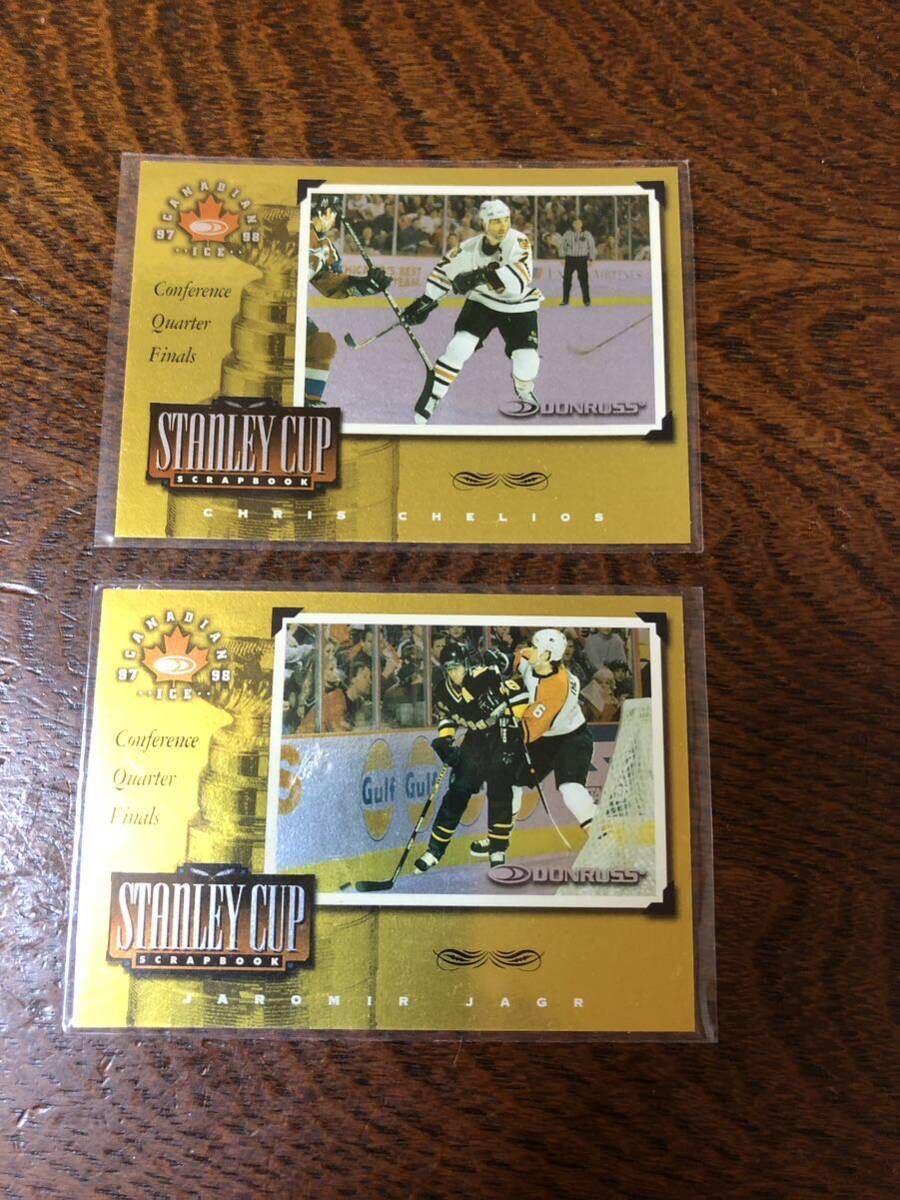 CANADIAN
97 98
ICE
Conference
Quarter
Finals
DONRUSS
STANLEY CUP
SCRAPBOOK
CHRIS CHELIOS
CANADIAN
97 98
ICE
Conference
Quarter
Finals
Gulf Gulf
6
DONRUSS
STANLEY CUP
SCRAPBOOK
JAROMIR JAGR